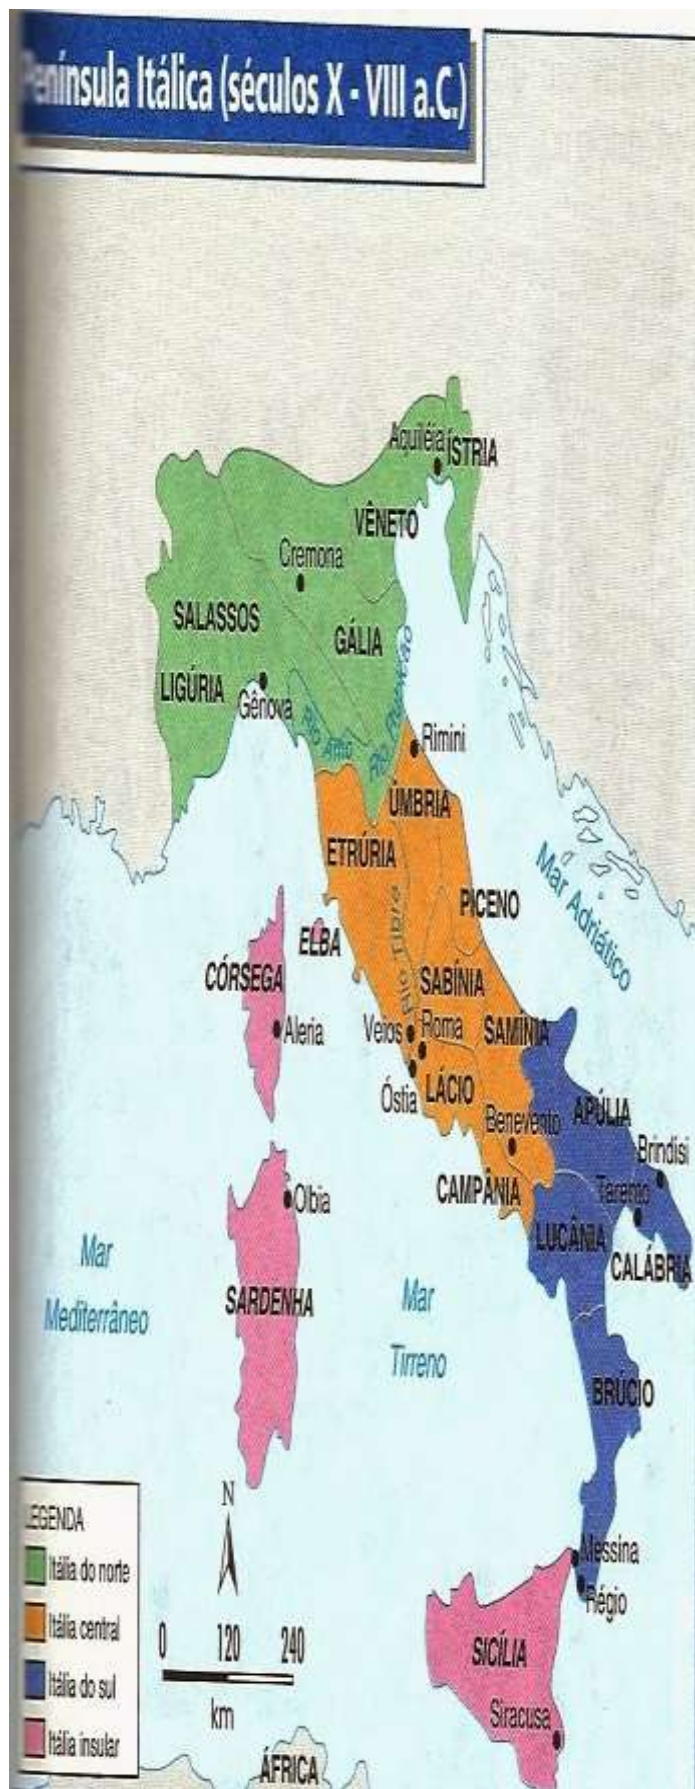 Península Itálica (séculos X - VIII a.C.)
Aquiléia
ÍSTRIA
VÊNETO
Cremona
SALASSOS
GÁLIA
LIGÚRIA
Gênova
Rio Arno
Rio
Rimini
ÚMBRIA
ETRÚRIA
Mar Adriático
PICENO
Rio Tibre
ELBA
CÓRSEGA
SABÍNIA
Aleria
Veios
Roma
SAMÍNIA
Óstia
LÁCIO
APÚLIA
Benevento
Brindisi
CAMPÂNIA
Tarento
Olbia
LUCÂNIA
CALÁBRIA
Mar
Mediterrâneo
SARDENHA
Mar
Tirreno
BRÚCIO
LEGENDA
Itália do norte
Itália central
Itália do sul
Itália insular
N
0 120 240
km
Messina
Régio
SICÍLIA
Siracusa
ÁFRICA